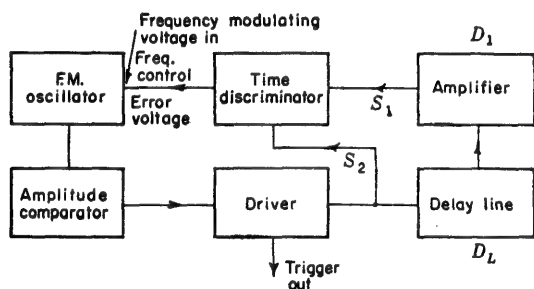 Frequency modulating
voltage in
Freq.
control
Error
voltage
F.M.
oscillator
Time
discriminator
S₁
D₁
Amplifier
S₂
Amplitude
comparator
Driver
Delay line
D_L
Trigger
out